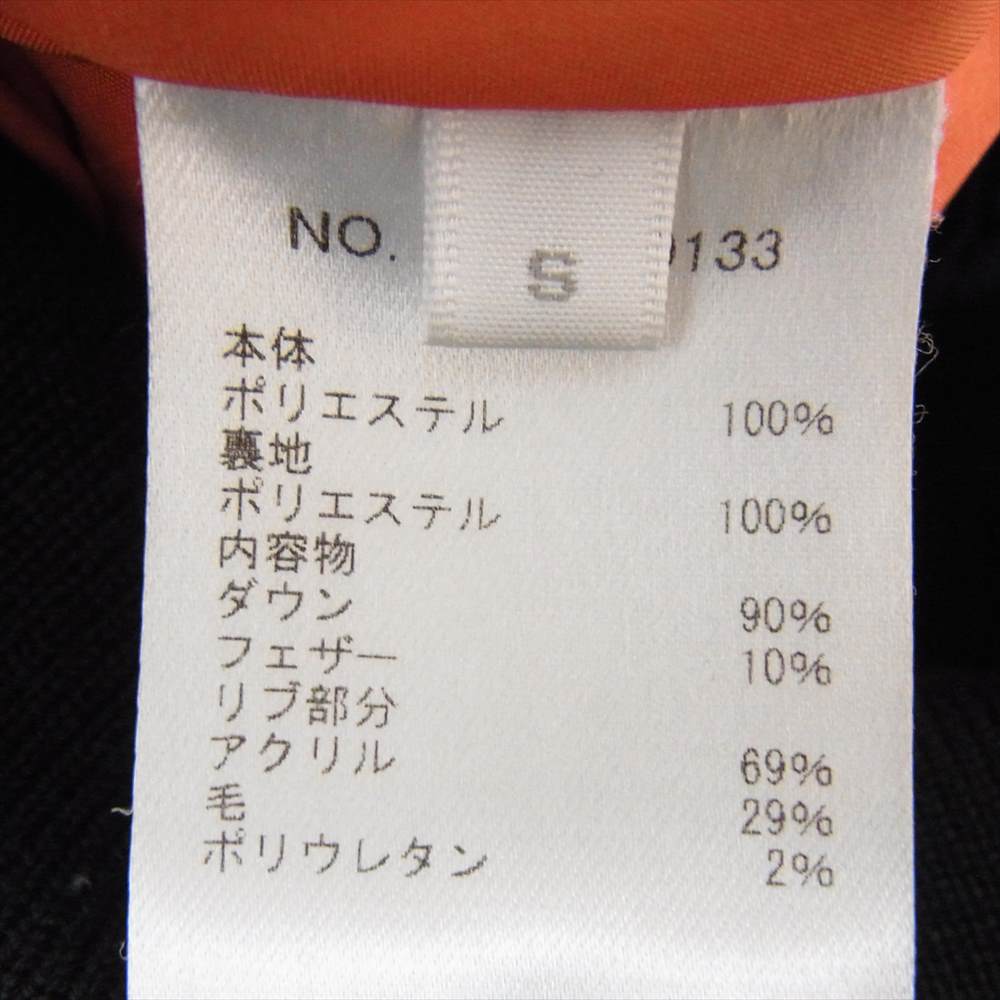 NO. 133
S
本体
ポリエステル 100%
裏地
ポリエステル 100%
内容物
ダウン 90%
フェザー 10%
リブ部分
アクリル 69%
毛 29%
ポリウレタン 2%